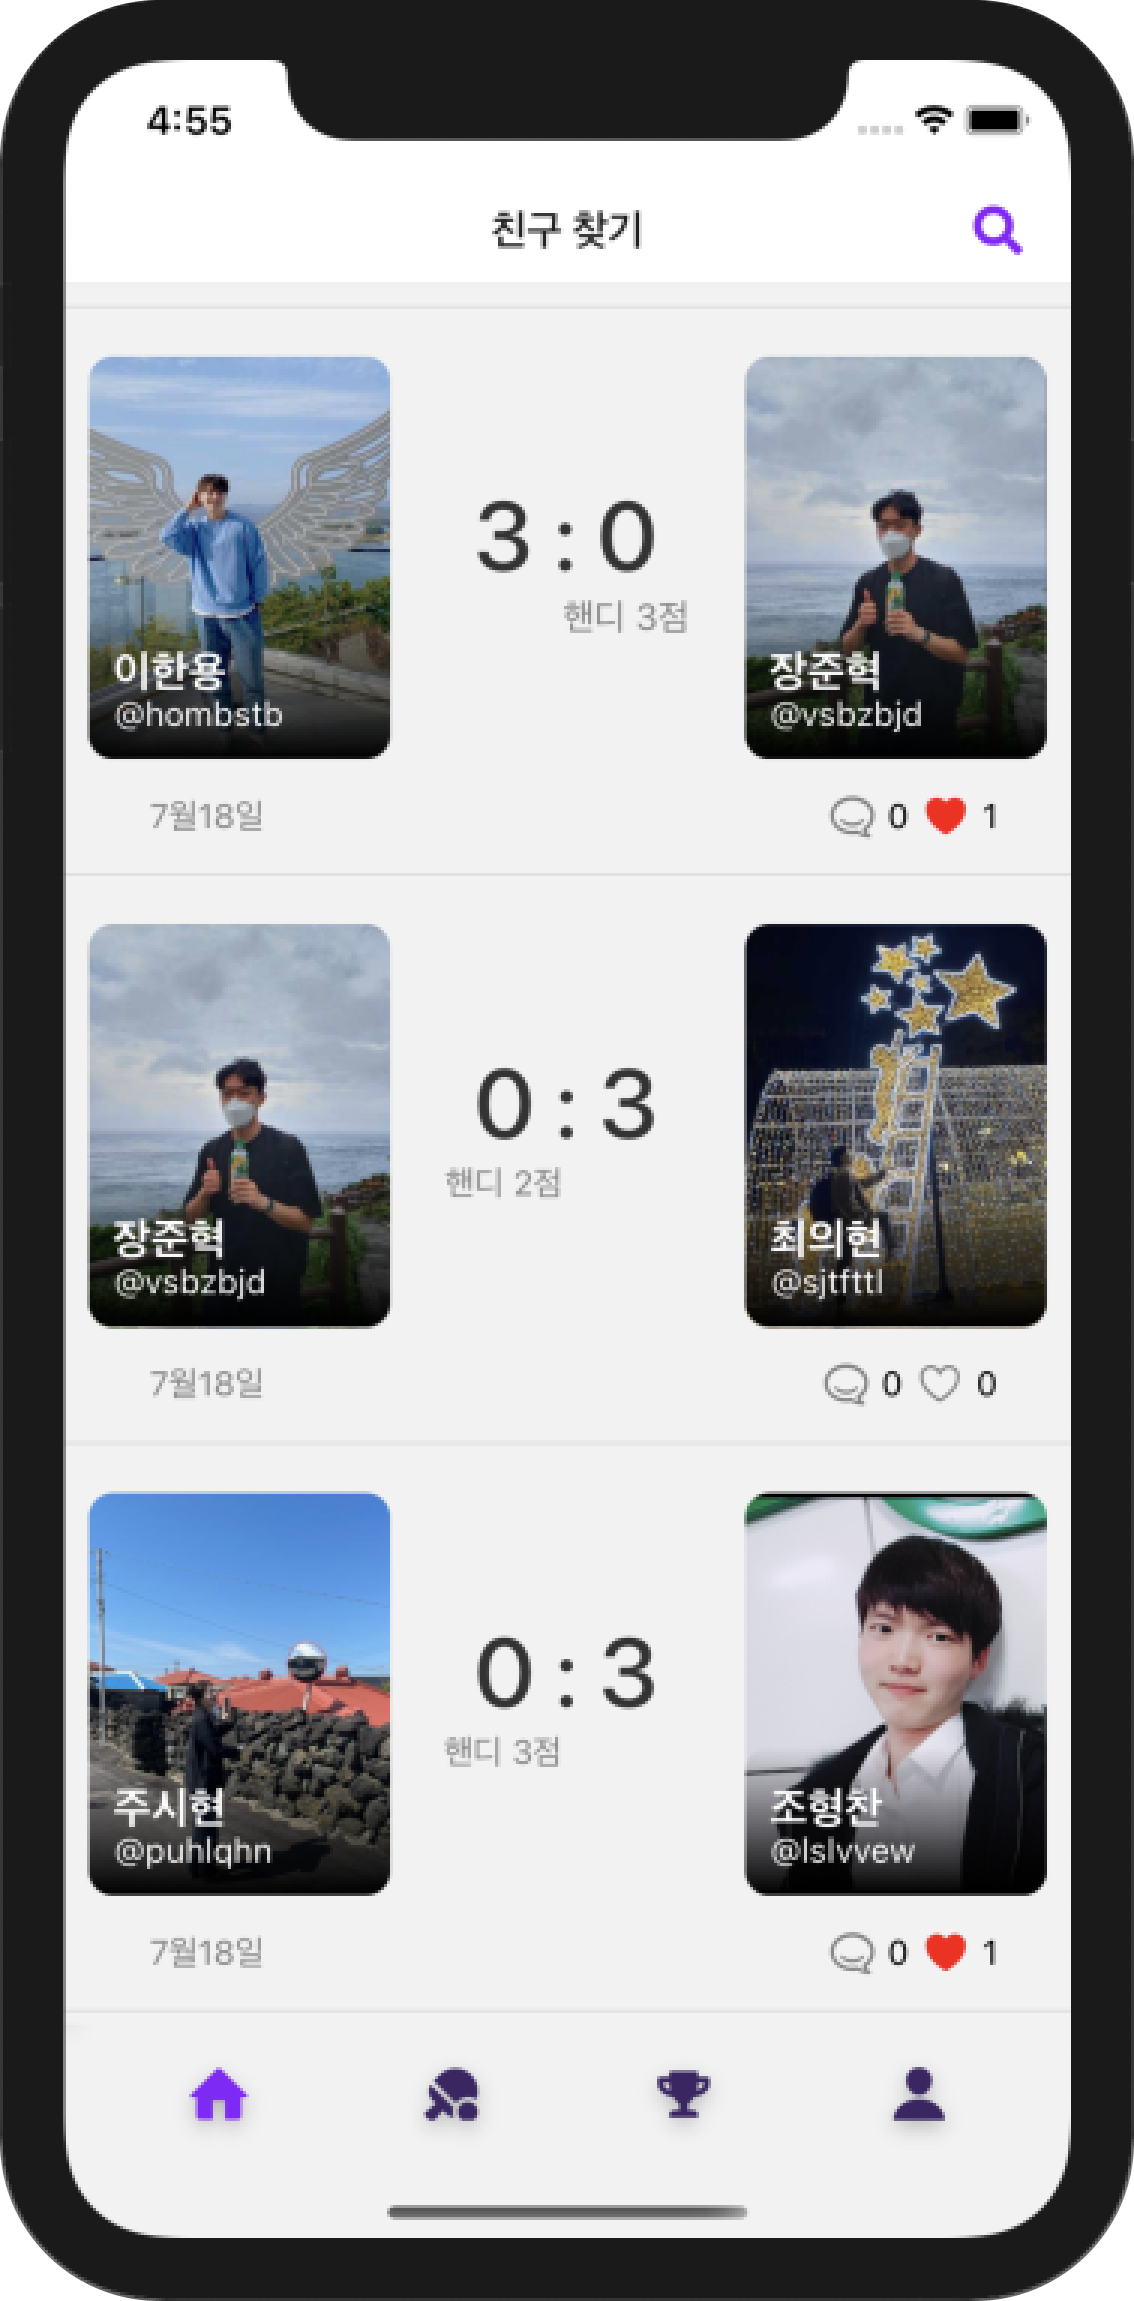 4:55
친구 찾기
3 : 0
핸디 3점
이한용
@hombstb
장준혁
@vsbzbjd
7월18일
0 1
0 : 3
핸디 2점
장준혁
@vsbzbjd
최의현
@sjtfttl
7월18일
0 0
0 : 3
핸디 3점
주시현
@puhlqhn
조형찬
@lslvvew
7월18일
0 1